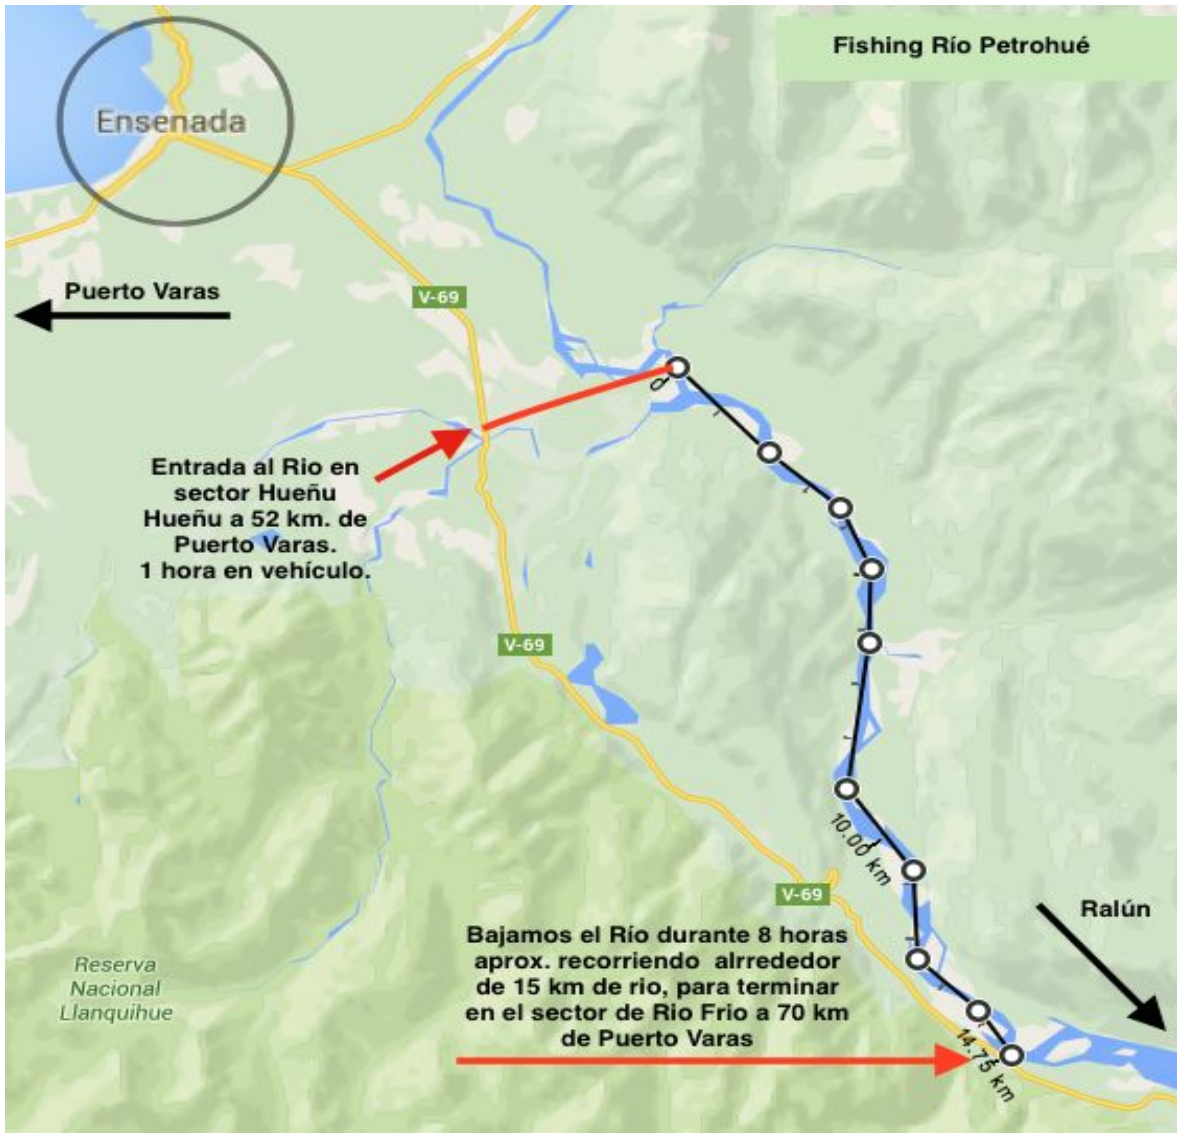 Fishing Río Petrohué
Ensenada
Puerto Varas
V-69
Entrada al Rio en
sector Hueñu
Hueñu a 52 km. de
Puerto Varas.
1 hora en vehículo.
V-69
10.00 km
V-69
Ralún
Bajamos el Río durante 8 horas
aprox. recorriendo alrrededor
de 15 km de rio, para terminar
en el sector de Rio Frio a 70 km
de Puerto Varas
Reserva
Nacional
Llanquihue
14.75 km